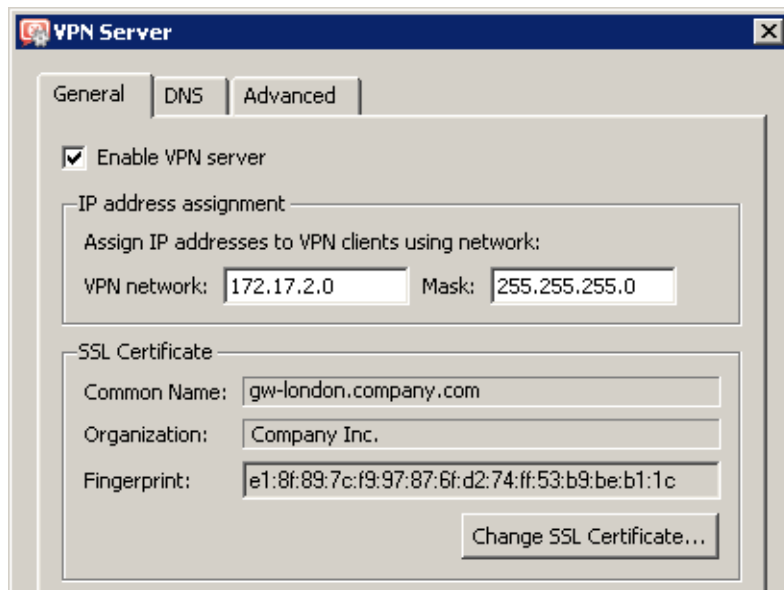 VPN Server
General DNS Advanced
Enable VPN server
IP address assignment
Assign IP addresses to VPN clients using network:
VPN network: 172.17.2.0 Mask: 255.255.255.0
SSL Certificate
Common Name: gw-london.company.com
Organization: Company Inc.
Fingerprint: e1:8f:89:7c:f9:97:87:6f:d2:74:ff:53:b9:be:b1:1c
Change SSL Certificate...